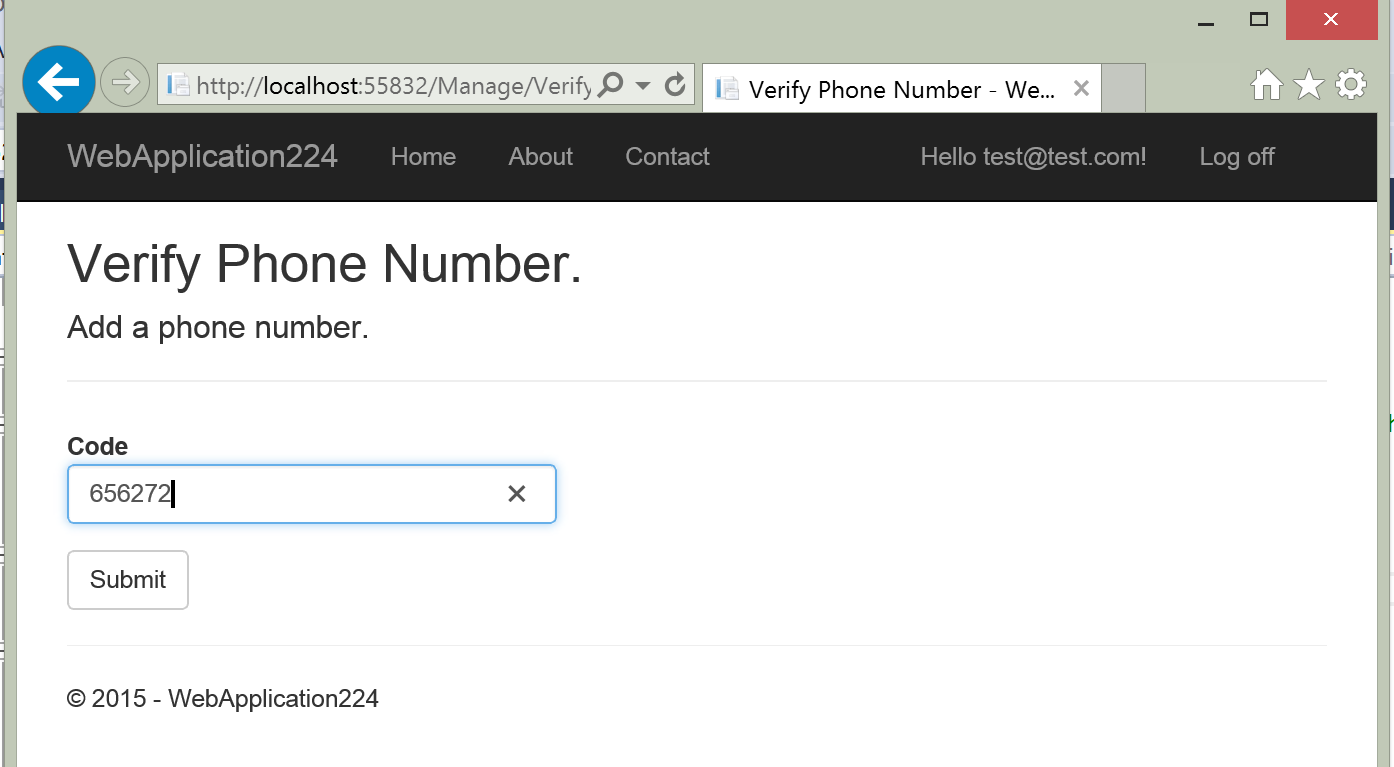 http://localhost:55832/Manage/Verify
Verify Phone Number - We...
WebApplication224 Home About Contact Hello test@test.com! Log off
Verify Phone Number.
Add a phone number.
Code
656272
Submit
© 2015 - WebApplication224